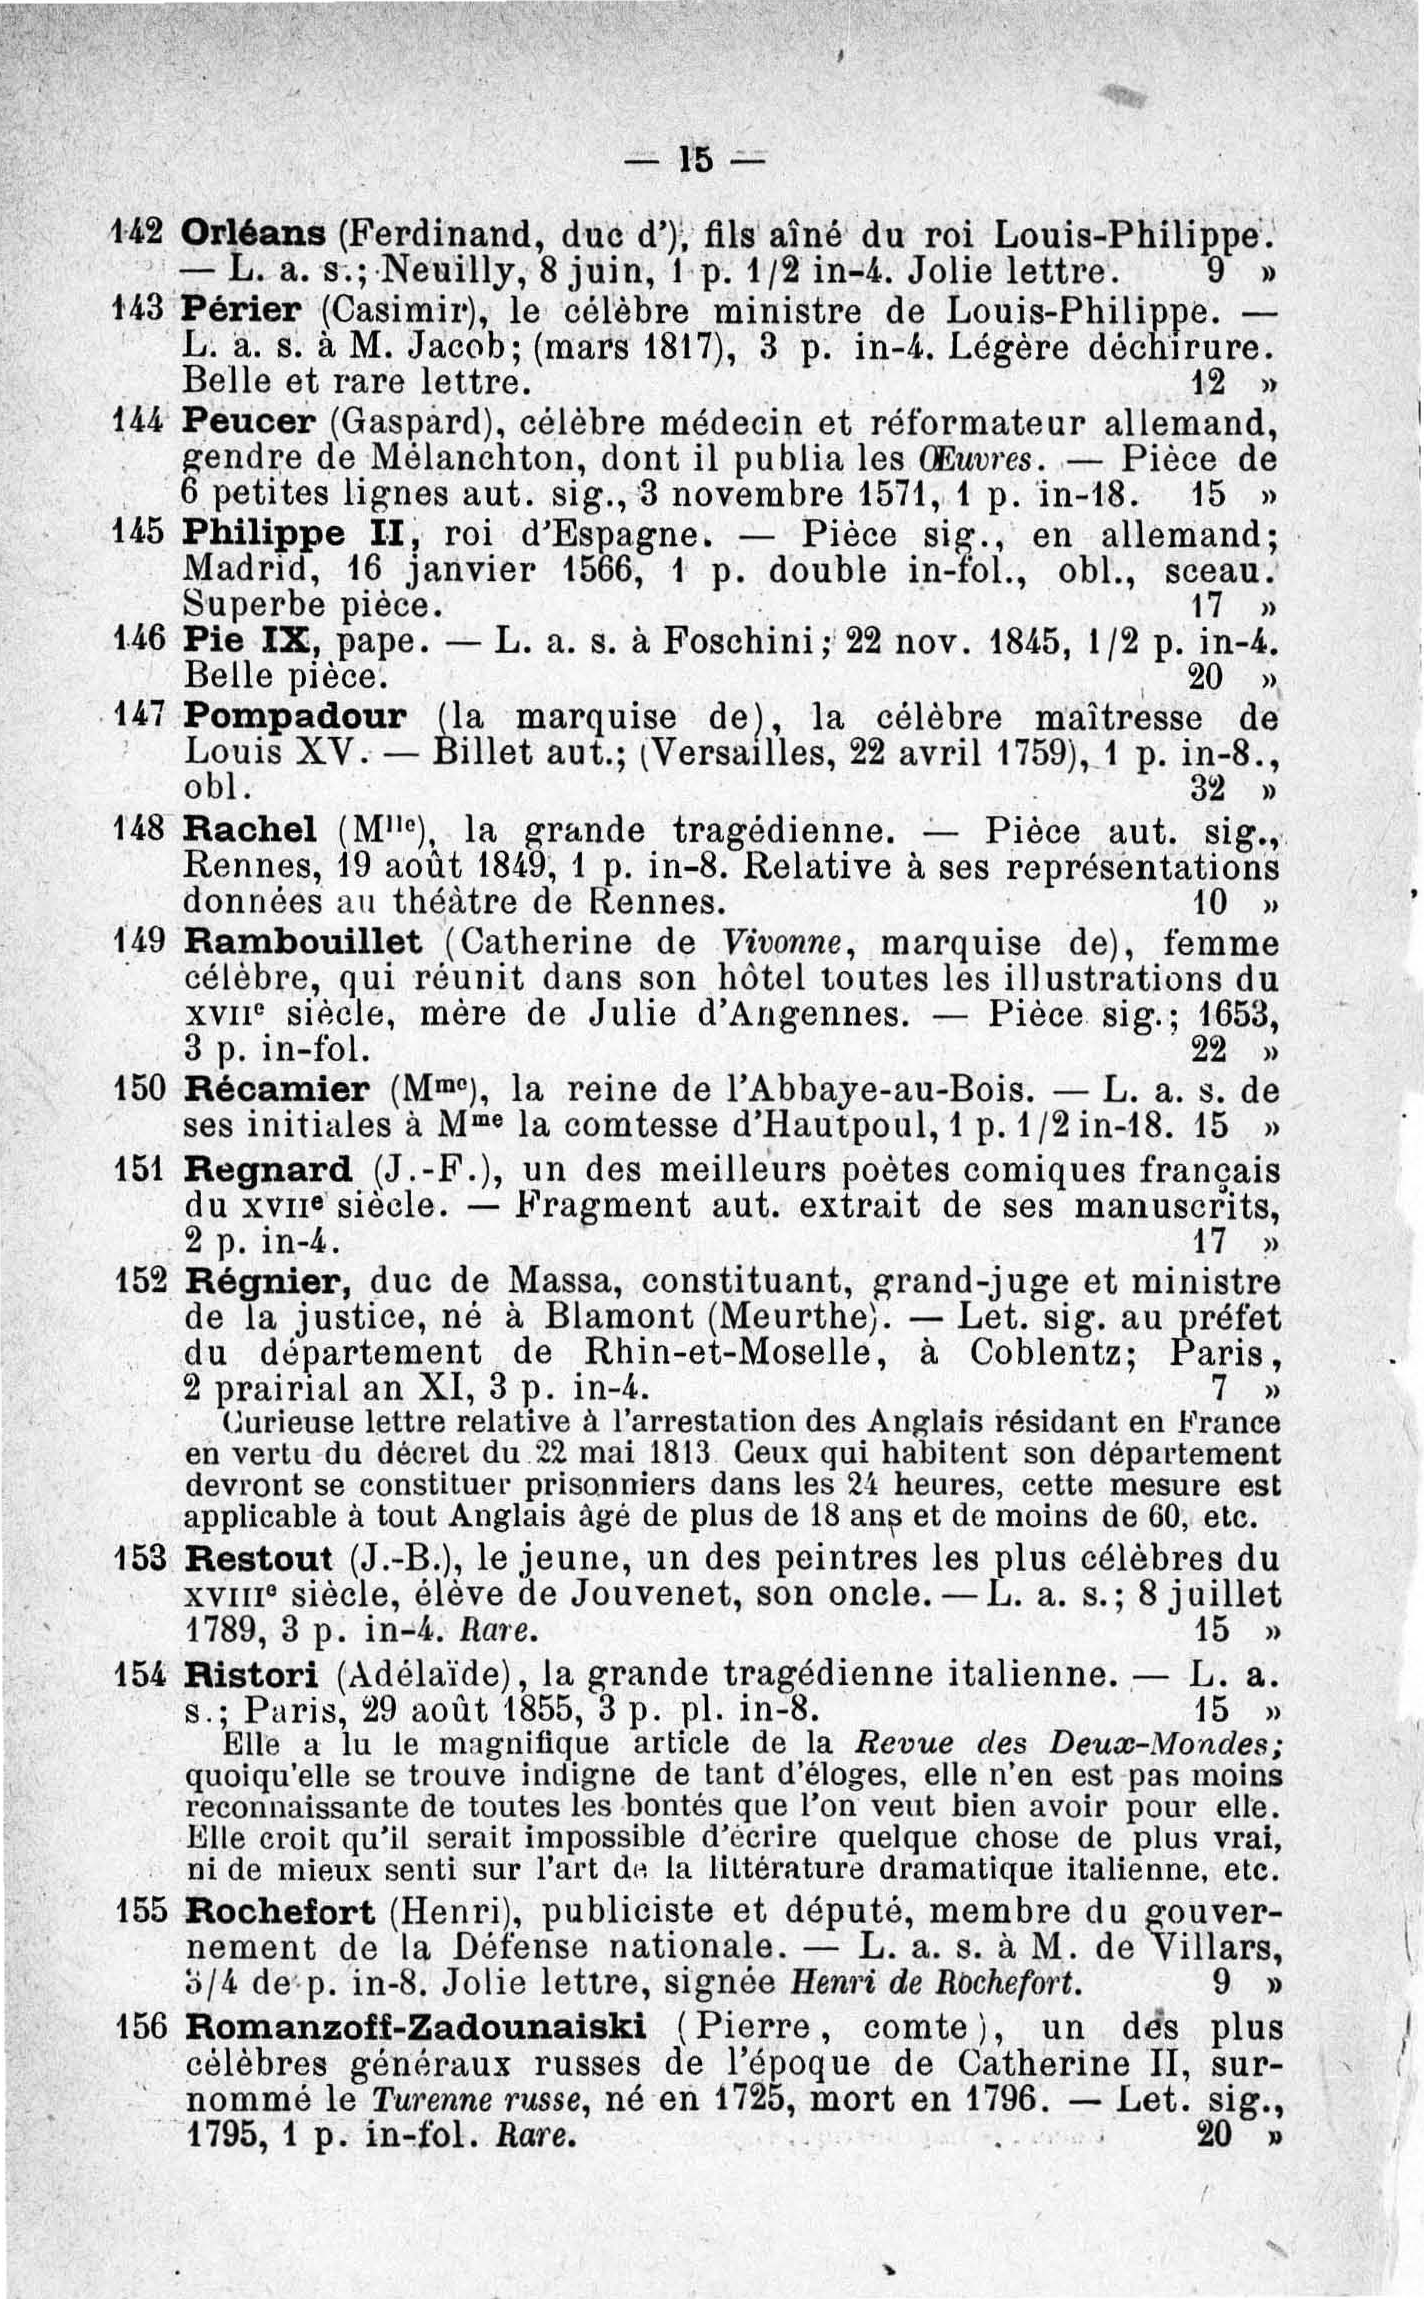 — 15 —
142 Orléans (Ferdinand, duc d'), fils aîné du roi Louis-Philippe.
— L. a. s.; Neuilly, 8 juin, 1 p. 1/2 in-4. Jolie lettre. 9 »
143 Périer (Casimir), le célèbre ministre de Louis-Philippe. —
L. a. s. à M. Jacob; (mars 1817), 3 p. in-4. Légère déchirure.
Belle et rare lettre. 12 »
144 Peucer (Gaspard), célèbre médecin et réformateur allemand,
gendre de Mélanchton, dont il publia les Œuvres. — Pièce de
6 petites lignes aut. sig., 3 novembre 1571, 1 p. in-18. 15 »
145 Philippe II, roi d'Espagne. — Pièce sig., en allemand;
Madrid, 16 janvier 1566, 1 p. double in-fol., obl., sceau.
Superbe pièce. 17 »
146 Pie IX, pape. — L. a. s. à Foschini; 22 nov. 1845, 1/2 p. in-4.
Belle pièce. 20 »
147 Pompadour (la marquise de), la célèbre maîtresse de
Louis XV. — Billet aut.; (Versailles, 22 avril 1759), 1 p. in-8.,
obl. 32 »
148 Rachel (Mlle), la grande tragédienne. — Pièce aut. sig.,
Rennes, 19 août 1849, 1 p. in-8. Relative à ses représentations
données au théâtre de Rennes. 10 »
149 Rambouillet (Catherine de Vivonne, marquise de), femme
célèbre, qui réunit dans son hôtel toutes les illustrations du
XVIIe siècle, mère de Julie d'Angennes. — Pièce sig.; 1653,
3 p. in-fol. 22 »
150 Récamier (Mme), la reine de l'Abbaye-au-Bois. — L. a. s. de
ses initiales à Mme la comtesse d'Hautpoul, 1 p. 1/2 in-18. 15 »
151 Regnard (J.-F.), un des meilleurs poètes comiques français
du XVIIe siècle. — Fragment aut. extrait de ses manuscrits,
2 p. in-4. 17 »
152 Régnier, duc de Massa, constituant, grand-juge et ministre
de la justice, né à Blamont (Meurthe). — Let. sig. au préfet
du département de Rhin-et-Moselle, à Coblentz; Paris,
2 prairial an XI, 3 p. in-4. 7 »
Curieuse lettre relative à l'arrestation des Anglais résidant en France
en vertu du décret du 22 mai 1813. Ceux qui habitent son département
devront se constituer prisonniers dans les 24 heures, cette mesure est
applicable à tout Anglais âgé de plus de 18 ans et de moins de 60, etc.
153 Restout (J.-B.), le jeune, un des peintres les plus célèbres du
XVIIIe siècle, élève de Jouvenet, son oncle. — L. a. s.; 8 juillet
1789, 3 p. in-4. Rare. 15 »
154 Ristori (Adélaïde), la grande tragédienne italienne. — L. a.
s.; Paris, 29 août 1855, 3 p. pl. in-8. 15 »
Elle a lu le magnifique article de la Revue des Deux-Mondes;
quoiqu'elle se trouve indigne de tant d'éloges, elle n'en est pas moins
reconnaissante de toutes les bontés que l'on veut bien avoir pour elle.
Elle croit qu'il serait impossible d'écrire quelque chose de plus vrai,
ni de mieux senti sur l'art de la littérature dramatique italienne, etc.
155 Rochefort (Henri), publiciste et député, membre du gouver-
nement de la Défense nationale. — L. a. s. à M. de Villars,
3/4 de p. in-8. Jolie lettre, signée Henri de Rochefort. 9 »
156 Romanzoff-Zadounaiski (Pierre, comte), un des plus
célèbres généraux russes de l'époque de Catherine II, sur-
nommé le Turenne russe, né en 1725, mort en 1796. — Let. sig.,
1795, 1 p. in-fol. Rare. 20 »